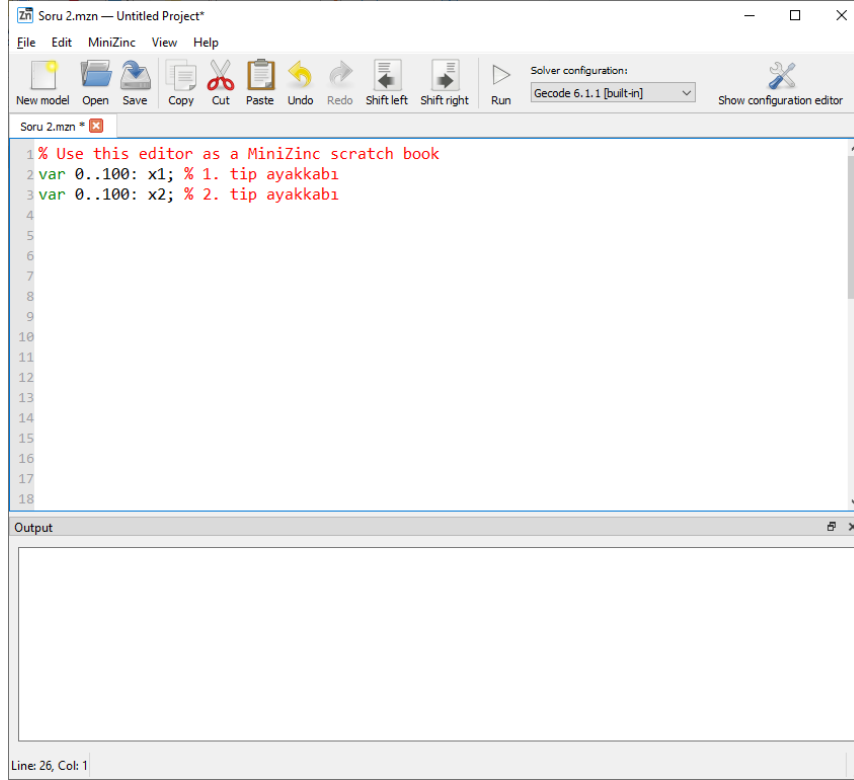 Soru 2.mzn — Untitled Project*
File Edit MiniZinc View Help
New model Open Save Copy Cut Paste Undo Redo Shift left Shift right Run Solver configuration: Gecode 6.1.1 [built-in] Show configuration editor
Soru 2.mzn *
1 % Use this editor as a MiniZinc scratch book
2 var 0..100: x1; % 1. tip ayakkabı
3 var 0..100: x2; % 2. tip ayakkabı
4
5
6
7
8
9
10
11
12
13
14
15
16
17
18
Output
Line: 26, Col: 1